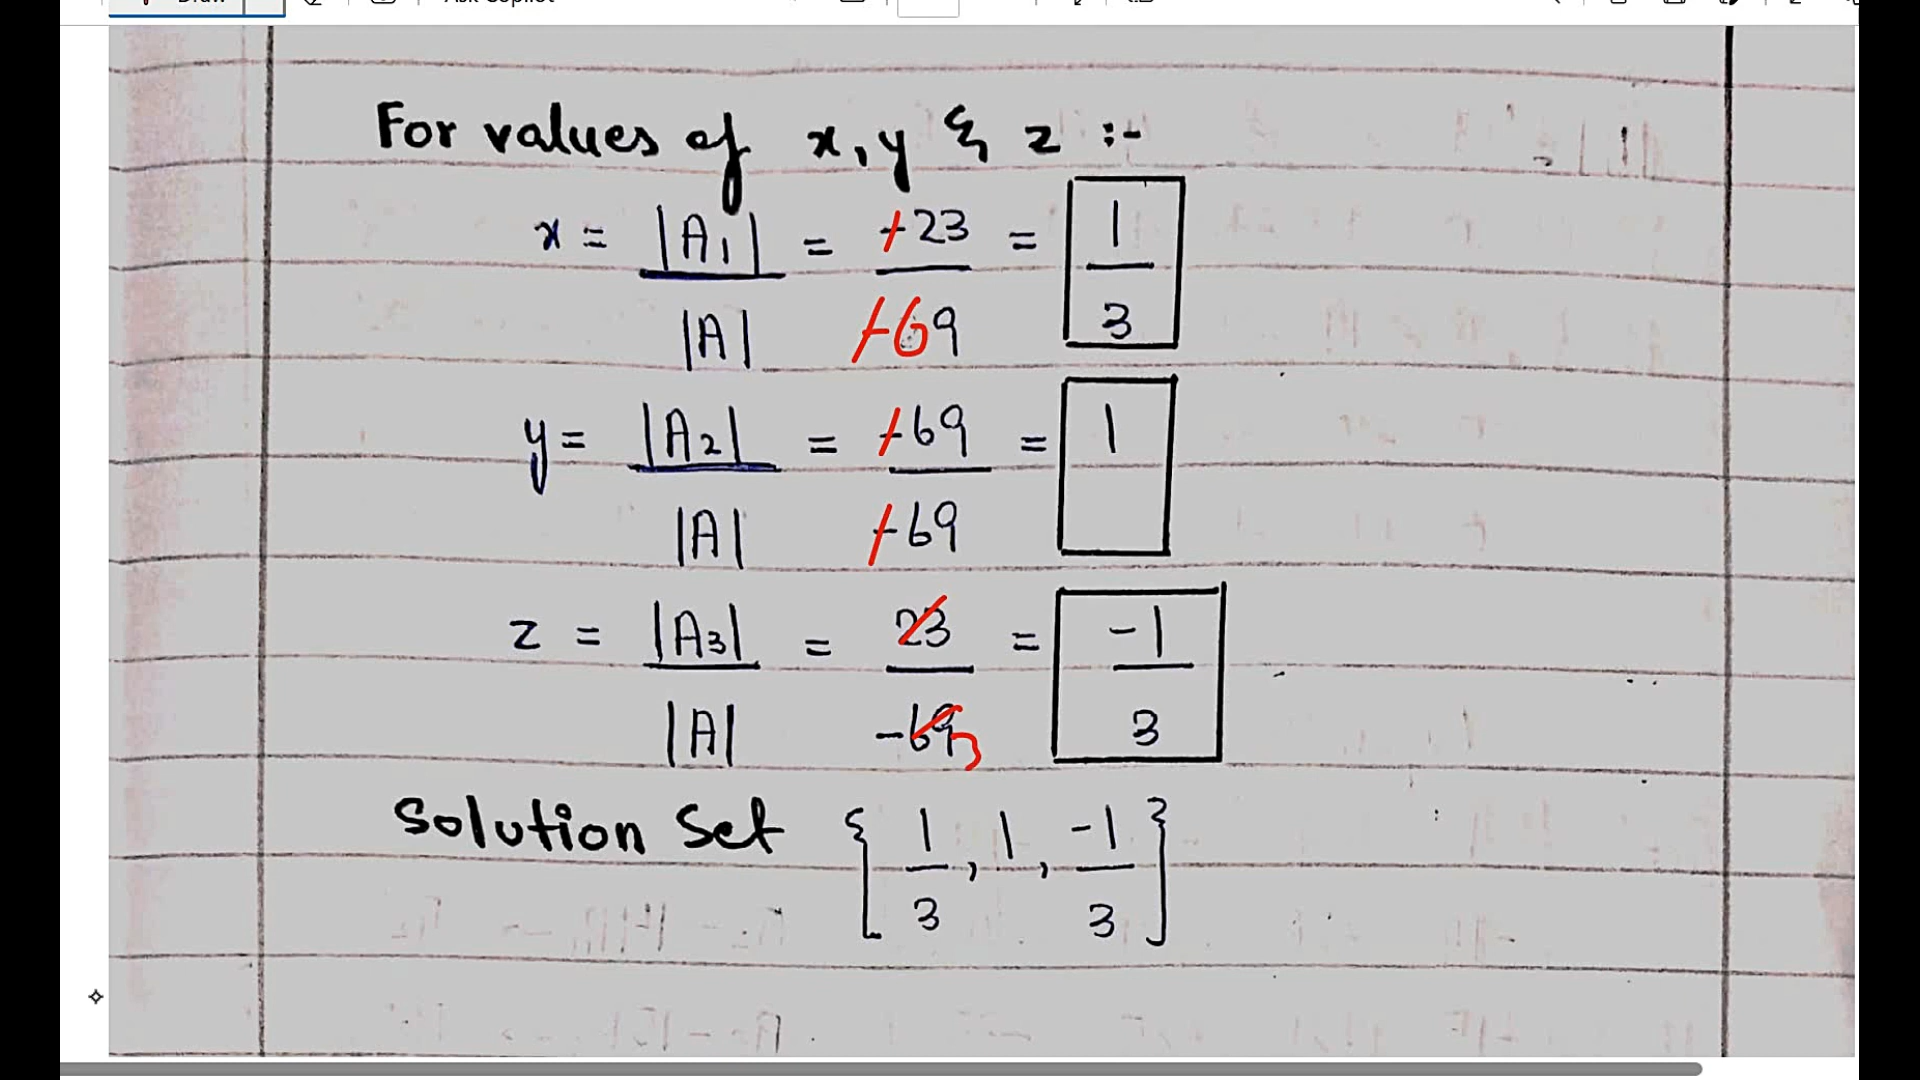 For values of x, y & z :-
x = |A1| / |A| = -23 / -69 = 1/3
y = |A2| / |A| = -69 / -69 = 1
z = |A3| / |A| = 23 / -69 3 = -1/3
Solution Set { 1/3 , 1 , -1/3 }